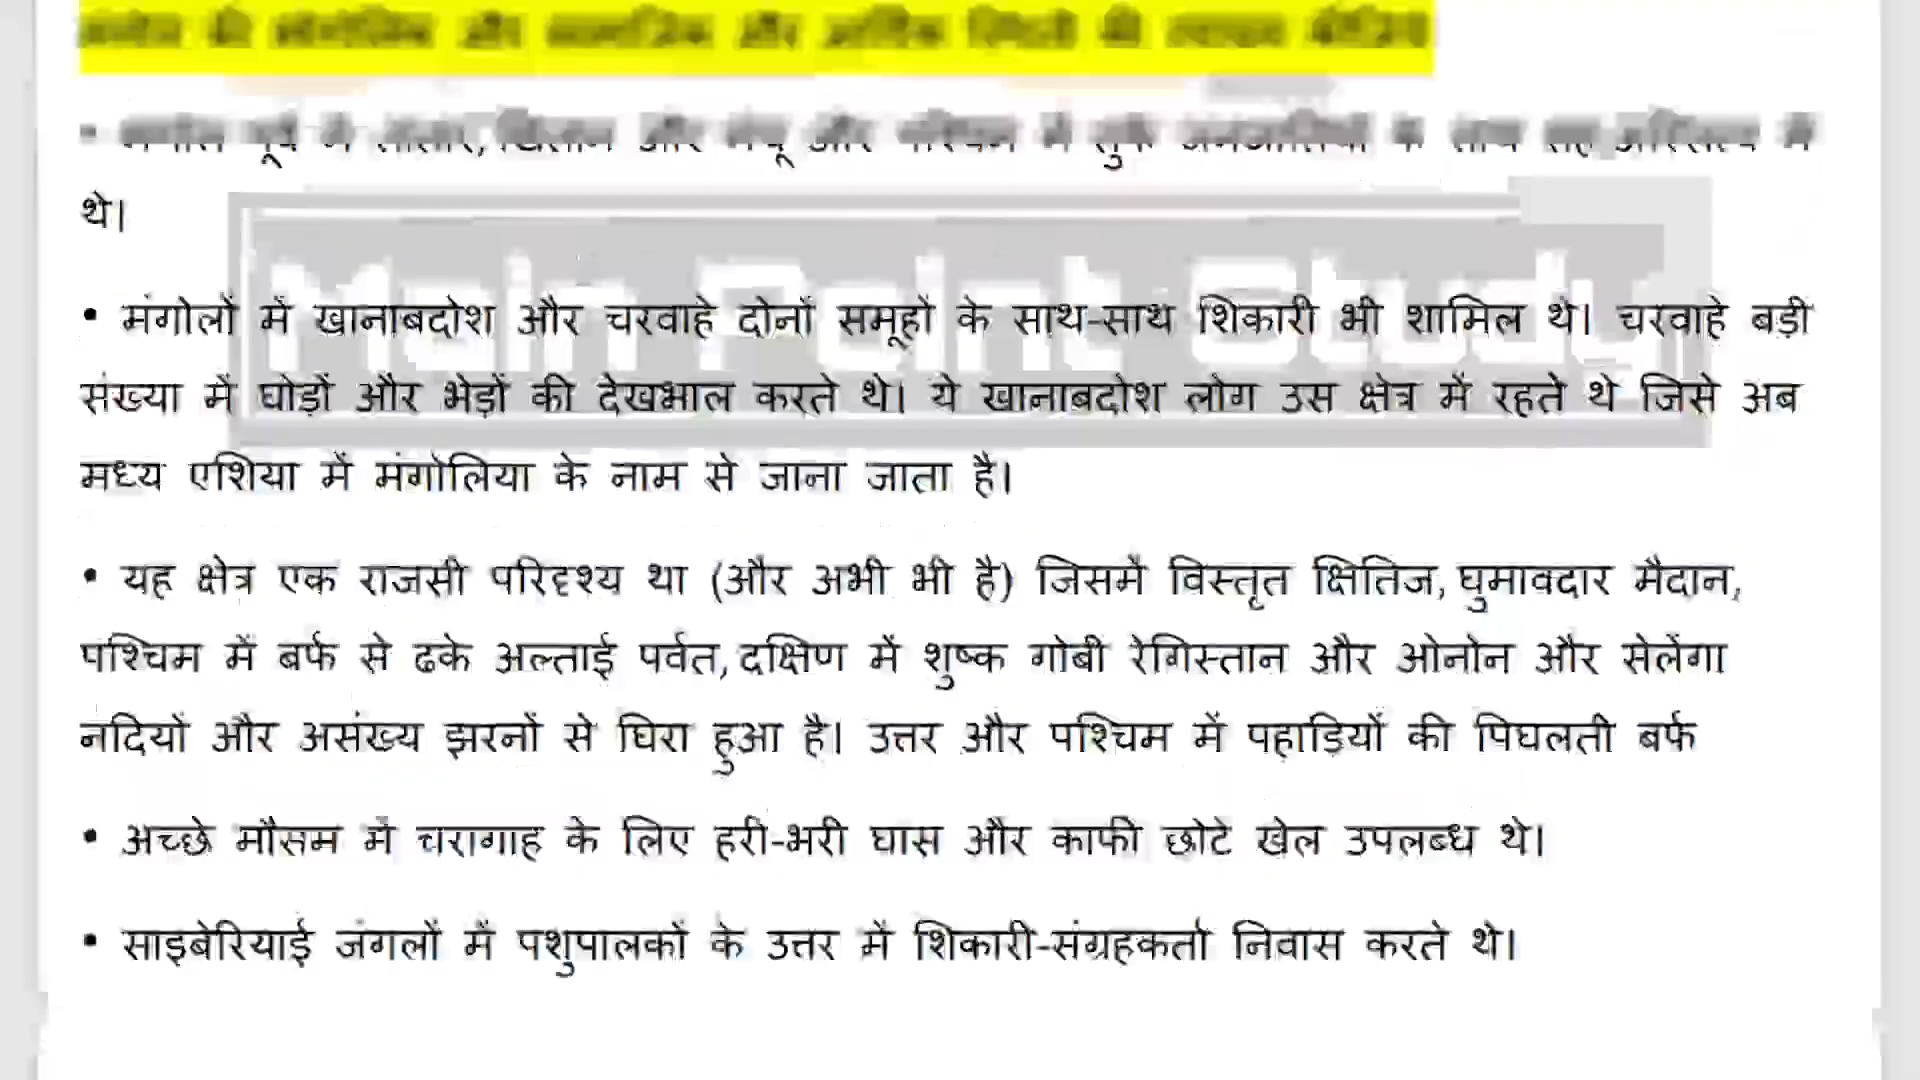 थे।
Main Point Study
• मंगोलों में खानाबदोश और चरवाहे दोनों समूहों के साथ-साथ शिकारी भी शामिल थे। चरवाहे बड़ी
संख्या में घोड़ों और भेड़ों की देखभाल करते थे। ये खानाबदोश लोग उस क्षेत्र में रहते थे जिसे अब
मध्य एशिया में मंगोलिया के नाम से जाना जाता है।
• यह क्षेत्र एक राजसी परिदृश्य था (और अभी भी है) जिसमें विस्तृत क्षितिज, घुमावदार मैदान,
पश्चिम में बर्फ से ढके अल्ताई पर्वत, दक्षिण में शुष्क गोबी रेगिस्तान और ओनोन और सेलेंगा
नदियों और असंख्य झरनों से घिरा हुआ है। उत्तर और पश्चिम में पहाड़ियों की पिघलती बर्फ
• अच्छे मौसम में चरागाह के लिए हरी-भरी घास और काफी छोटे खेल उपलब्ध थे।
• साइबेरियाई जंगलों में पशुपालकों के उत्तर में शिकारी-संग्रहकर्ता निवास करते थे।